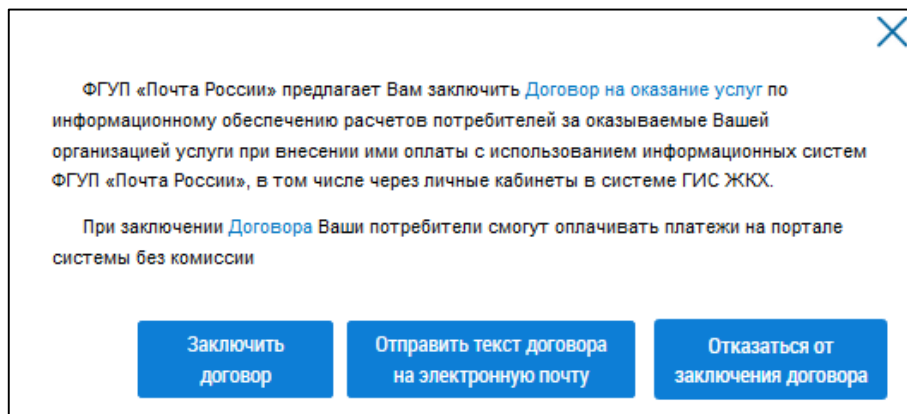 ФГУП «Почта России» предлагает Вам заключить Договор на оказание услуг по
информационному обеспечению расчетов потребителей за оказываемые Вашей
организацией услуги при внесении ими оплаты с использованием информационных систем
ФГУП «Почта России», в том числе через личные кабинеты в системе ГИС ЖКХ.
При заключении Договора Ваши потребители смогут оплачивать платежи на портале
системы без комиссии
Заключить
договор
Отправить текст договора
на электронную почту
Отказаться от
заключения договора